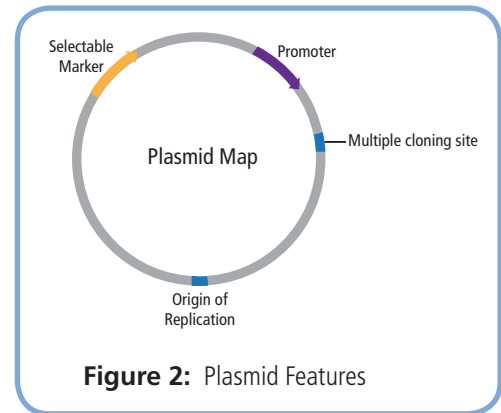 Selectable
Marker
Promoter
Multiple cloning site
Plasmid Map
Origin of
Replication
Figure 2: Plasmid Features